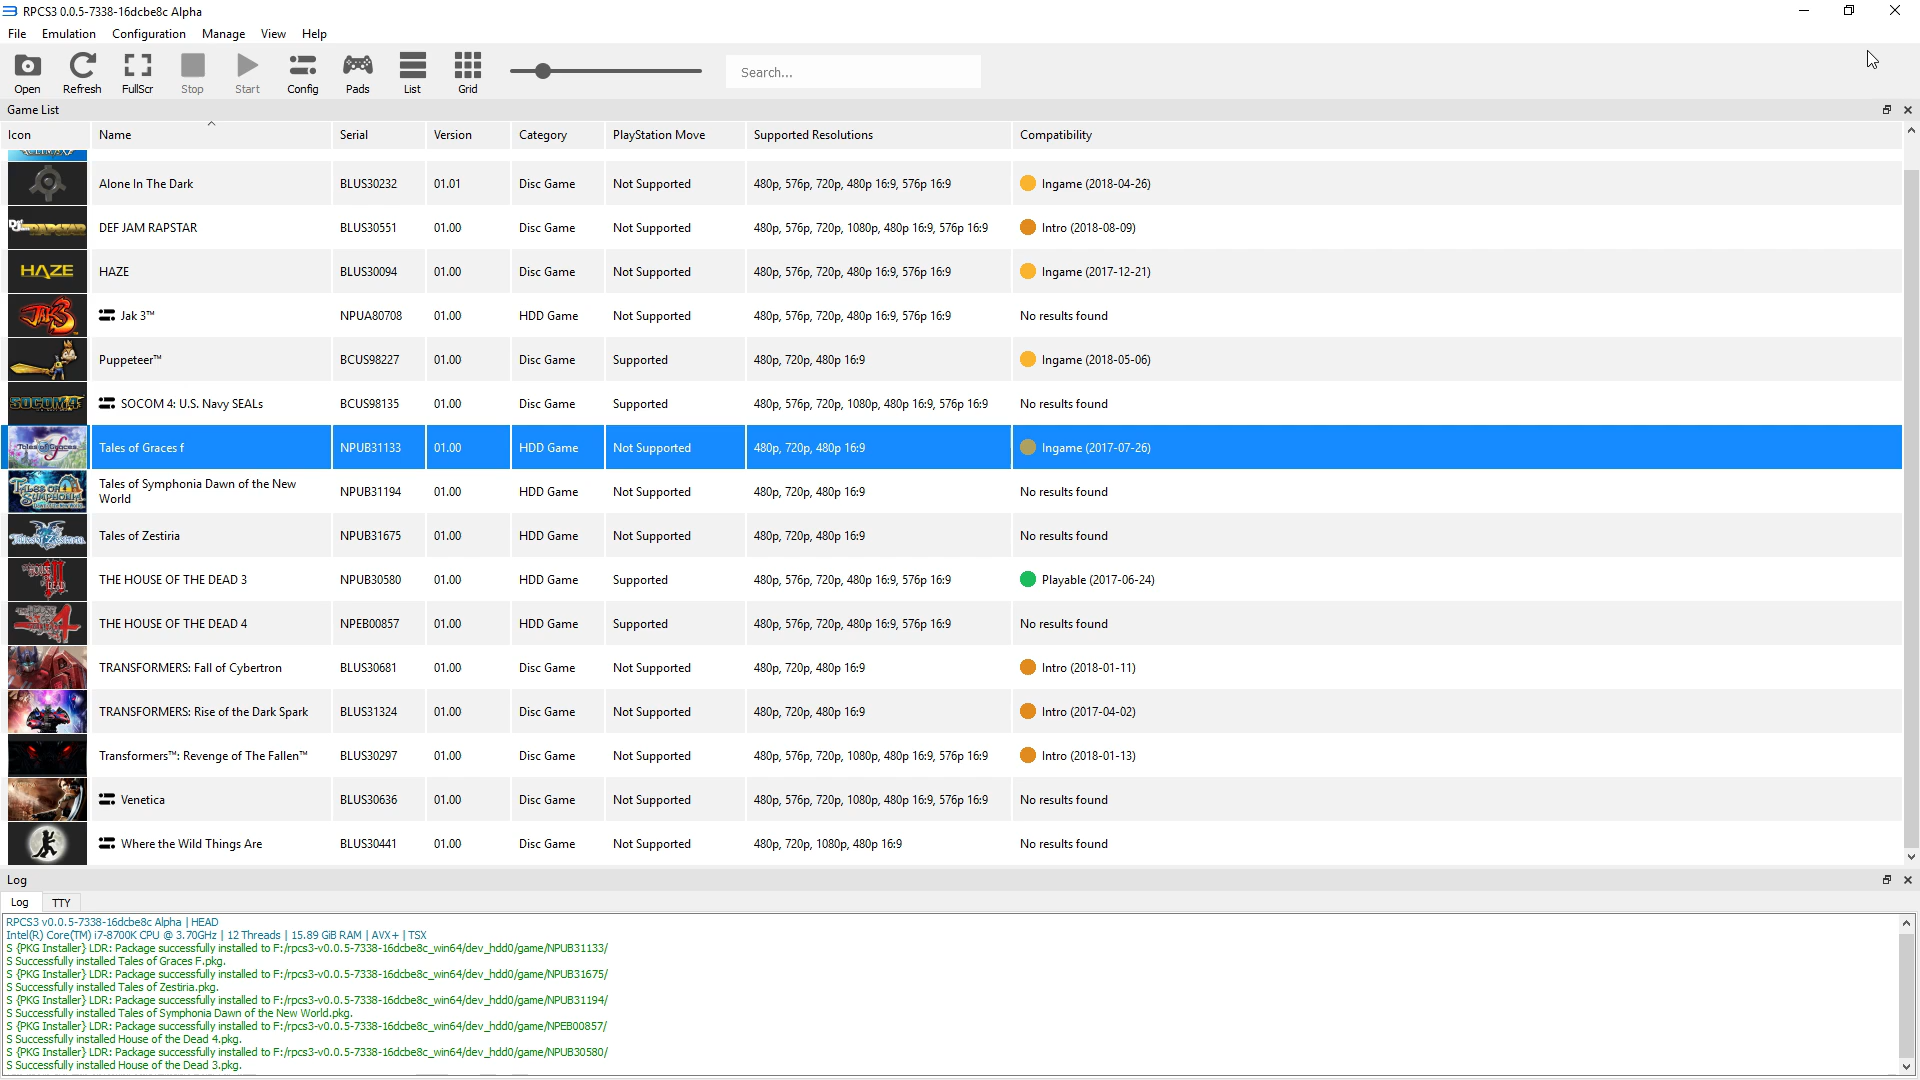 RPCS3 0.0.5-7338-16dcbe8c Alpha
File Emulation Configuration Manage View Help
Open Refresh FullScr Stop Start Config Pads List Grid Search...
Game List
Icon Name Serial Version Category PlayStation Move Supported Resolutions Compatibility
Alone In The Dark BLUS30232 01.01 Disc Game Not Supported 480p, 576p, 720p, 480p 16:9, 576p 16:9 Ingame (2018-04-26)
DEF JAM RAPSTAR BLUS30551 01.00 Disc Game Not Supported 480p, 576p, 720p, 1080p, 480p 16:9, 576p 16:9 Intro (2018-08-09)
HAZE HAZE BLUS30094 01.00 Disc Game Not Supported 480p, 576p, 720p, 480p 16:9, 576p 16:9 Ingame (2017-12-21)
JAK3 Jak 3™ NPUA80708 01.00 HDD Game Not Supported 480p, 576p, 720p, 480p 16:9, 576p 16:9 No results found
Puppeteer™ BCUS98227 01.00 Disc Game Supported 480p, 720p, 480p 16:9 Ingame (2018-05-06)
SOCOM4 SOCOM 4: U.S. Navy SEALs BCUS98135 01.00 Disc Game Supported 480p, 576p, 720p, 1080p, 480p 16:9, 576p 16:9 No results found
Tales of Graces f Tales of Graces f NPUB31133 01.00 HDD Game Not Supported 480p, 720p, 480p 16:9 Ingame (2017-07-26)
TALES OF SYMPHONIA Tales of Symphonia Dawn of the New
World NPUB31194 01.00 HDD Game Not Supported 480p, 720p, 480p 16:9 No results found
Tales of Zestiria Tales of Zestiria NPUB31675 01.00 HDD Game Not Supported 480p, 720p, 480p 16:9 No results found
THE HOUSE OF THE DEAD 3 NPUB30580 01.00 HDD Game Supported 480p, 576p, 720p, 480p 16:9, 576p 16:9 Playable (2017-06-24)
THE HOUSE OF THE DEAD 4 NPEB00857 01.00 HDD Game Supported 480p, 576p, 720p, 480p 16:9, 576p 16:9 No results found
TRANSFORMERS: Fall of Cybertron BLUS30681 01.00 Disc Game Not Supported 480p, 720p, 480p 16:9 Intro (2018-01-11)
TRANSFORMERS: Rise of the Dark Spark BLUS31324 01.00 Disc Game Not Supported 480p, 720p, 480p 16:9 Intro (2017-04-02)
Transformers™: Revenge of The Fallen™ BLUS30297 01.00 Disc Game Not Supported 480p, 576p, 720p, 1080p, 480p 16:9, 576p 16:9 Intro (2018-01-13)
Venetica BLUS30636 01.00 Disc Game Not Supported 480p, 576p, 720p, 1080p, 480p 16:9, 576p 16:9 No results found
Where the Wild Things Are BLUS30441 01.00 Disc Game Not Supported 480p, 720p, 1080p, 480p 16:9 No results found
Log
Log TTY
RPCS3 v0.0.5-7338-16dcbe8c Alpha | HEAD
Intel(R) Core(TM) i7-8700K CPU @ 3.70GHz | 12 Threads | 15.89 GiB RAM | AVX+ | TSX
S {PKG Installer} LDR: Package successfully installed to F:/rpcs3-v0.0.5-7338-16dcbe8c_win64/dev_hdd0/game/NPUB31133/
S Successfully installed Tales of Graces F.pkg.
S {PKG Installer} LDR: Package successfully installed to F:/rpcs3-v0.0.5-7338-16dcbe8c_win64/dev_hdd0/game/NPUB31675/
S Successfully installed Tales of Zestiria.pkg.
S {PKG Installer} LDR: Package successfully installed to F:/rpcs3-v0.0.5-7338-16dcbe8c_win64/dev_hdd0/game/NPUB31194/
S Successfully installed Tales of Symphonia Dawn of the New World.pkg.
S {PKG Installer} LDR: Package successfully installed to F:/rpcs3-v0.0.5-7338-16dcbe8c_win64/dev_hdd0/game/NPEB00857/
S Successfully installed House of the Dead 4.pkg.
S {PKG Installer} LDR: Package successfully installed to F:/rpcs3-v0.0.5-7338-16dcbe8c_win64/dev_hdd0/game/NPUB30580/
S Successfully installed House of the Dead 3.pkg.